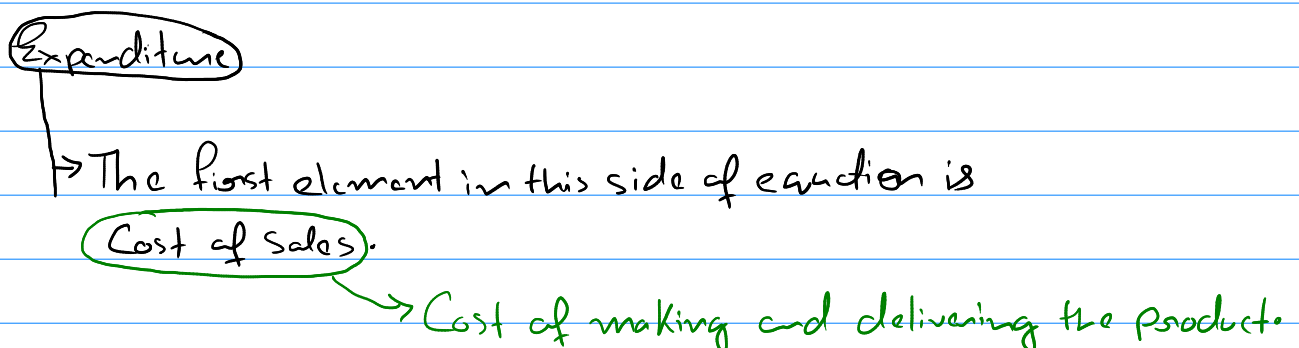 Expenditure
The first element in this side of equation is
Cost of Sales.
Cost of making and delivering the product.